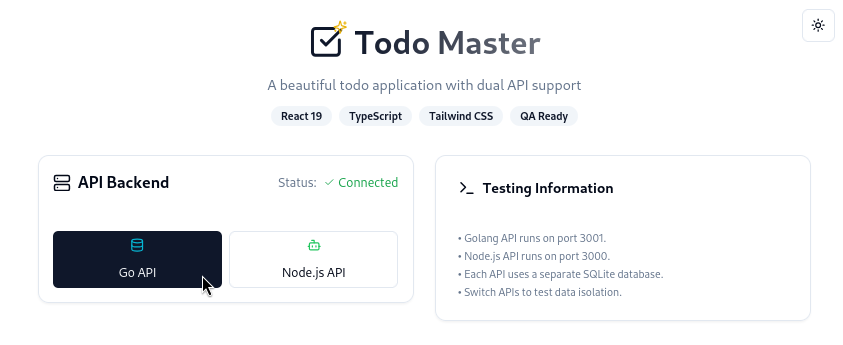 Todo Master
A beautiful todo application with dual API support
React 19 TypeScript Tailwind CSS QA Ready
API Backend
Status: Connected
Go API
Node.js API
Testing Information
• Golang API runs on port 3001.
• Node.js API runs on port 3000.
• Each API uses a separate SQLite database.
• Switch APIs to test data isolation.